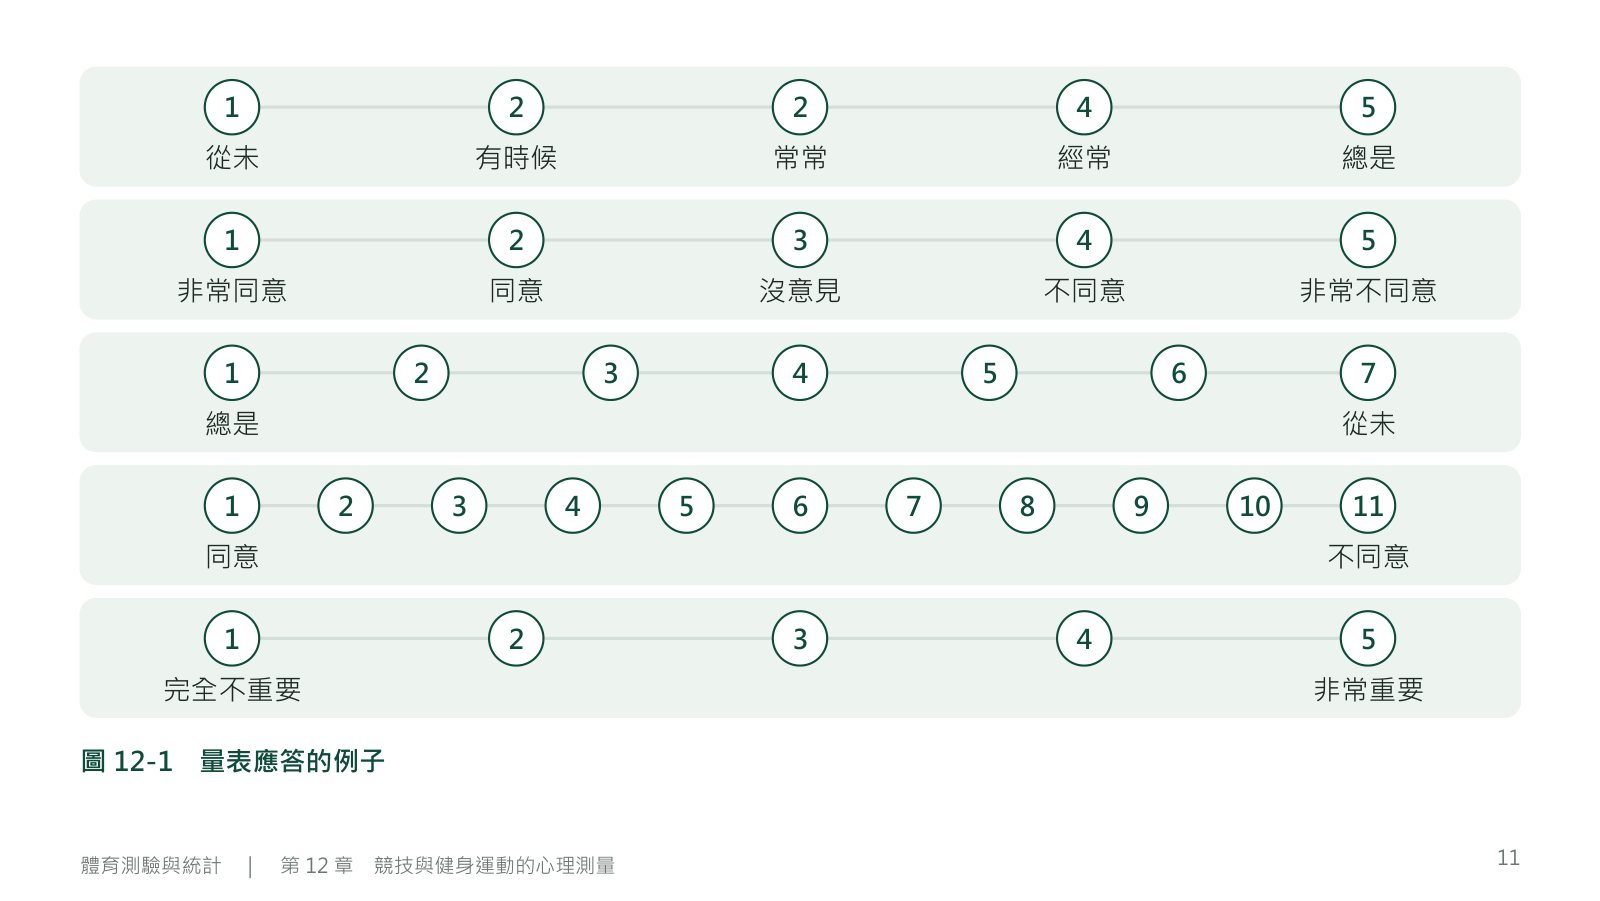 1 2 2 4 5
從未 有時候 常常 經常 總是
1 2 3 4 5
非常同意 同意 沒意見 不同意 非常不同意
1 2 3 4 5 6 7
總是 從未
1 2 3 4 5 6 7 8 9 10 11
同意 不同意
1 2 3 4 5
完全不重要 非常重要
圖 12-1 量表應答的例子
體育測驗與統計 | 第 12 章 競技與健身運動的心理測量
11